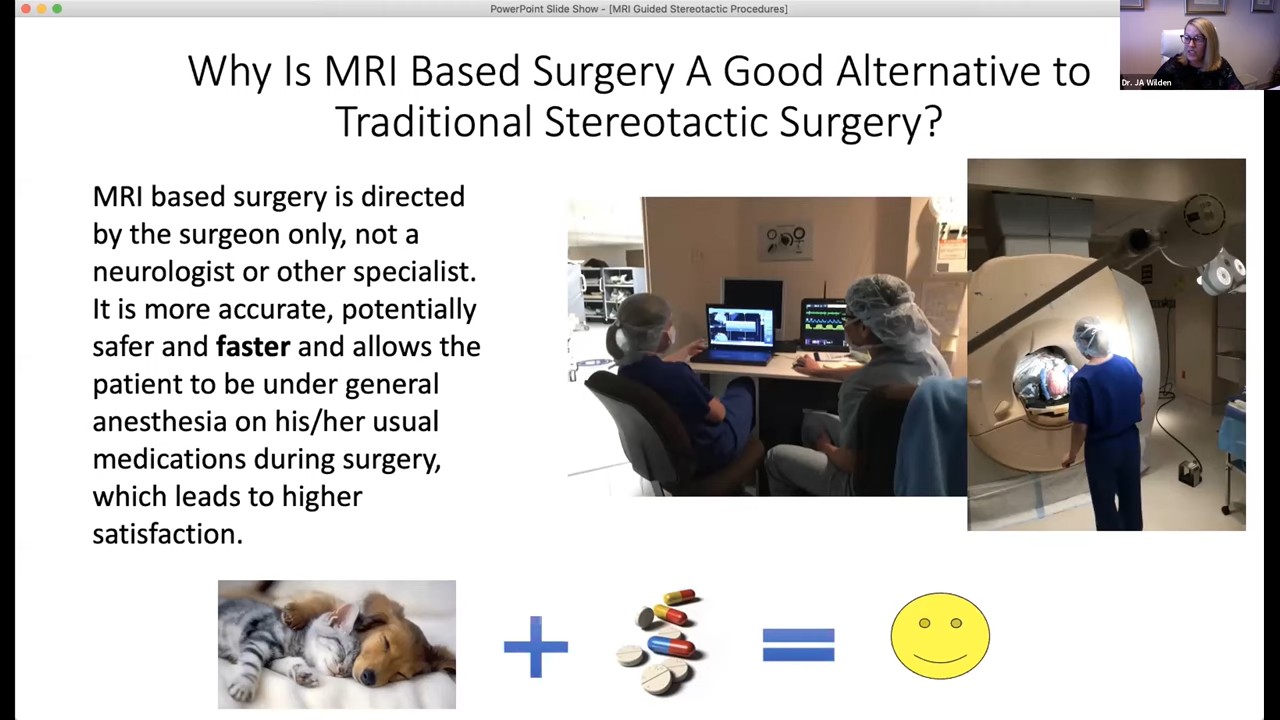 PowerPoint Slide Show - [MRI Guided Stereotactic Procedures]
Dr. JA Wilden
Why Is MRI Based Surgery A Good Alternative to
Traditional Stereotactic Surgery?
MRI based surgery is directed
by the surgeon only, not a
neurologist or other specialist.
It is more accurate, potentially
safer and faster and allows the
patient to be under general
anesthesia on his/her usual
medications during surgery,
which leads to higher
satisfaction.